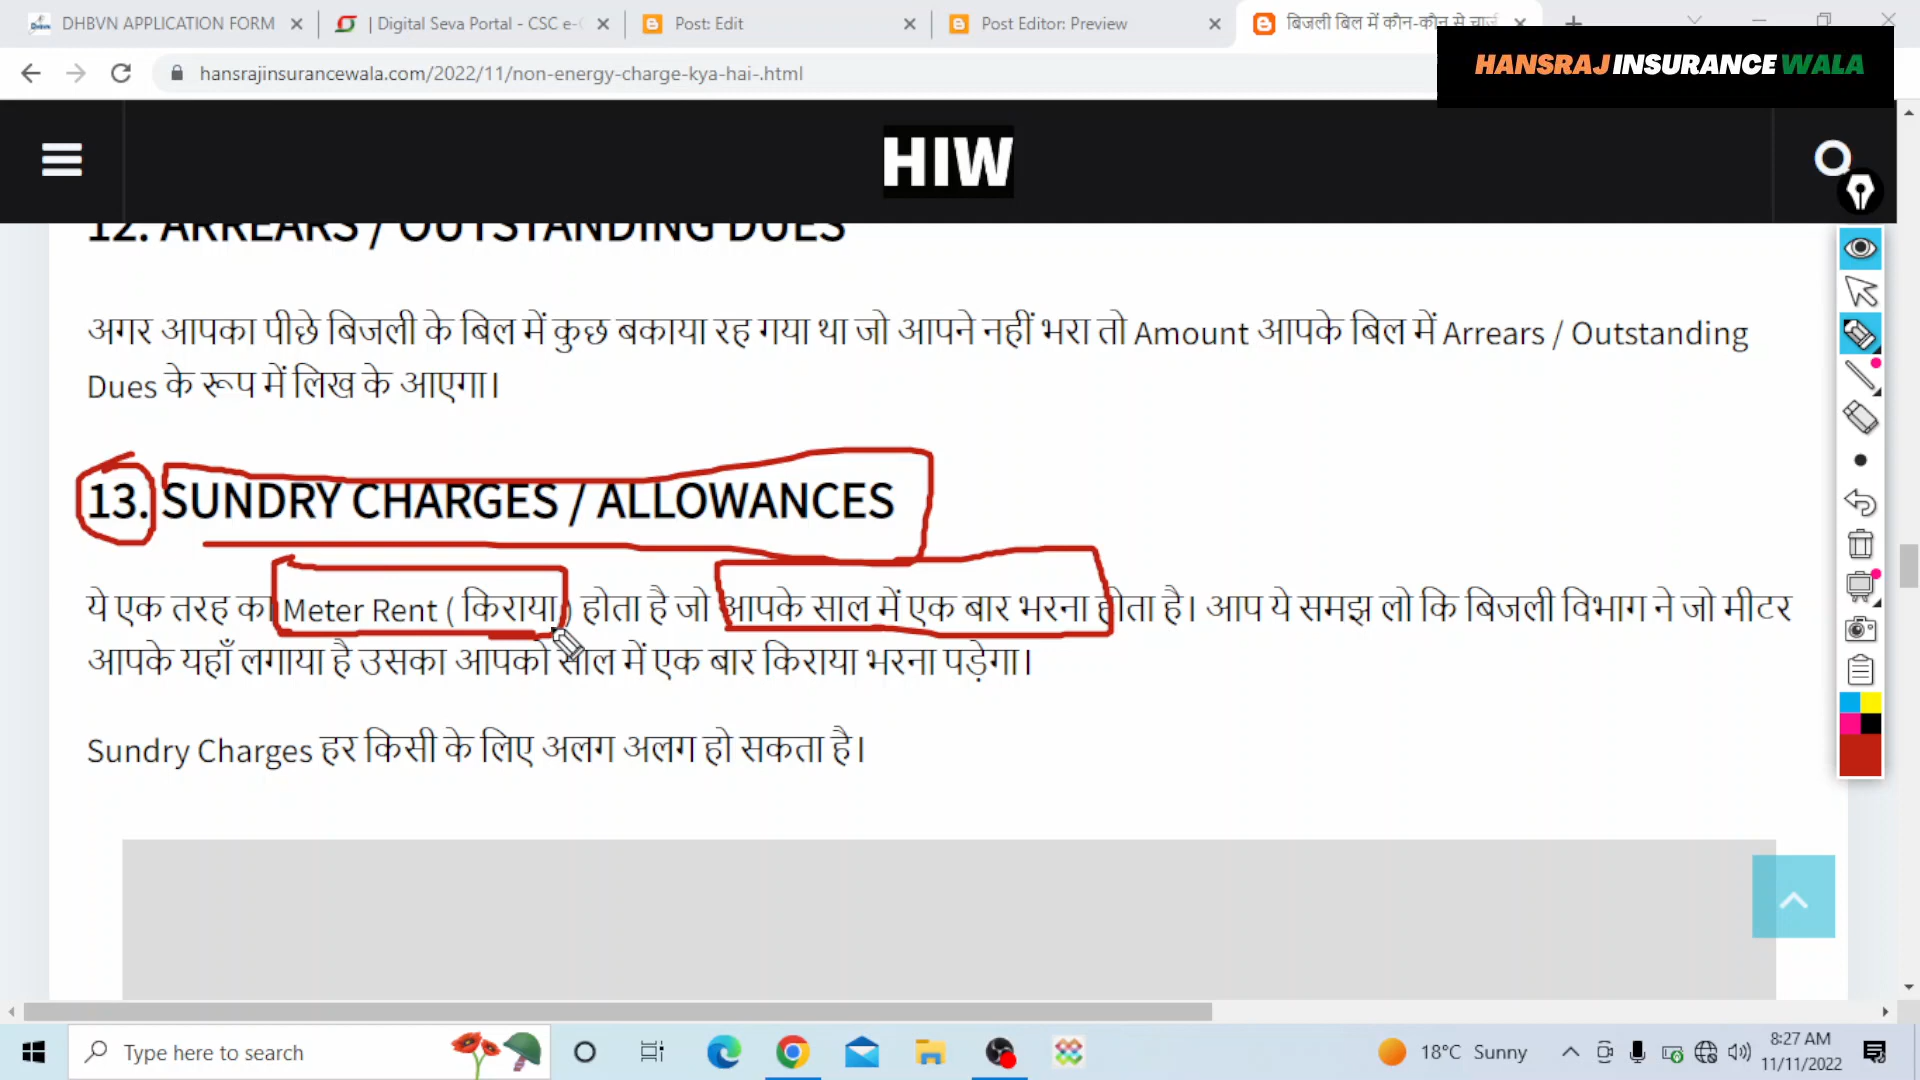 DHBVN APPLICATION FORM
| Digital Seva Portal - CSC e-
Post: Edit
Post Editor: Preview
बिजली बिल में कौन-कौन से चार्ज
hansrajinsurancewala.com/2022/11/non-energy-charge-kya-hai-.html
HANSRAJ INSURANCE WALA
HIW
12. ARREARS / OUTSTANDING DUES
अगर आपका पीछे बिजली के बिल में कुछ बकाया रह गया था जो आपने नहीं भरा तो Amount आपके बिल में Arrears / Outstanding
Dues के रूप में लिख के आएगा।
13. SUNDRY CHARGES / ALLOWANCES
ये एक तरह का Meter Rent ( किराया ) होता है जो आपके साल में एक बार भरना होता है। आप ये समझ लो कि बिजली विभाग ने जो मीटर
आपके यहाँ लगाया है उसका आपको साल में एक बार किराया भरना पड़ेगा।
Sundry Charges हर किसी के लिए अलग अलग हो सकता है।
Type here to search
18°C Sunny
8:27 AM
11/11/2022